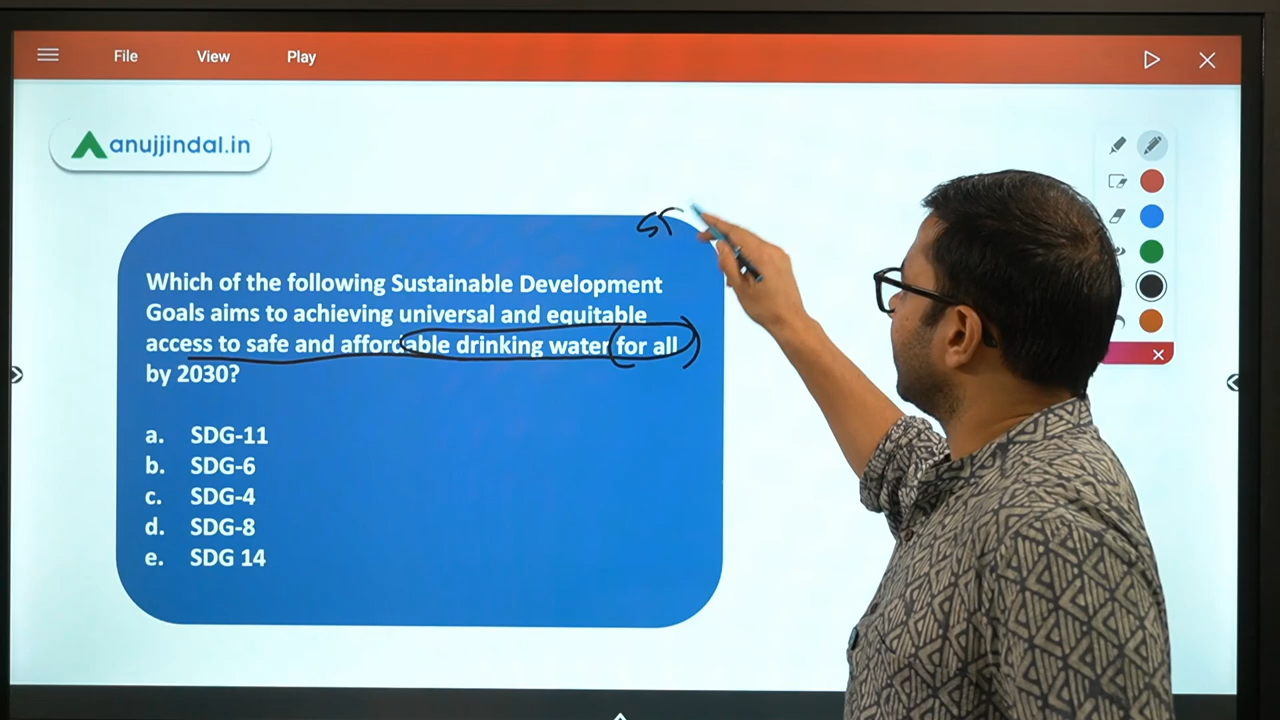 File View Play
anujjindal.in
Which of the following Sustainable Development
Goals aims to achieving universal and equitable
access to safe and affordable drinking water for all
by 2030?
a. SDG-11
b. SDG-6
c. SDG-4
d. SDG-8
e. SDG 14